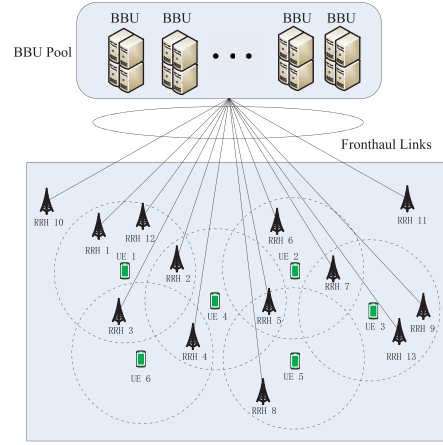 BBU BBU BBU BBU
BBU Pool
Fronthaul Links
RRH 10
RRH 11
RRH 1
RRH 12
RRH 6
UE 1
RRH 2
UE 2
RRH 7
UE 4
RRH 5
UE 3
RRH 9
RRH 3
RRH 4
RRH 13
UE 6
UE 5
RRH 8